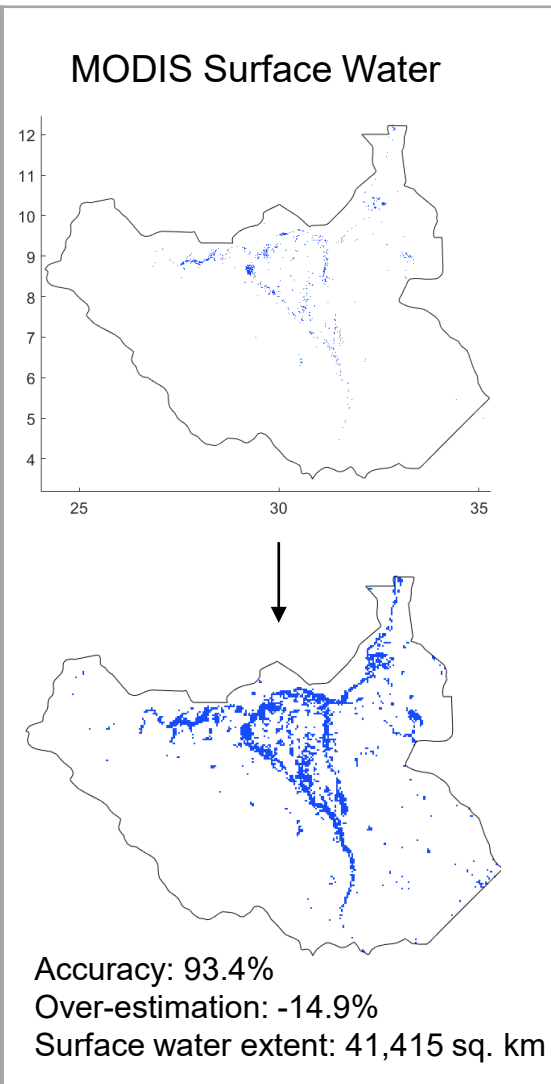 MODIS Surface Water
12
11
10
9
8
7
6
5
4
25 30 35
Accuracy: 93.4%
Over-estimation: -14.9%
Surface water extent: 41,415 sq. km